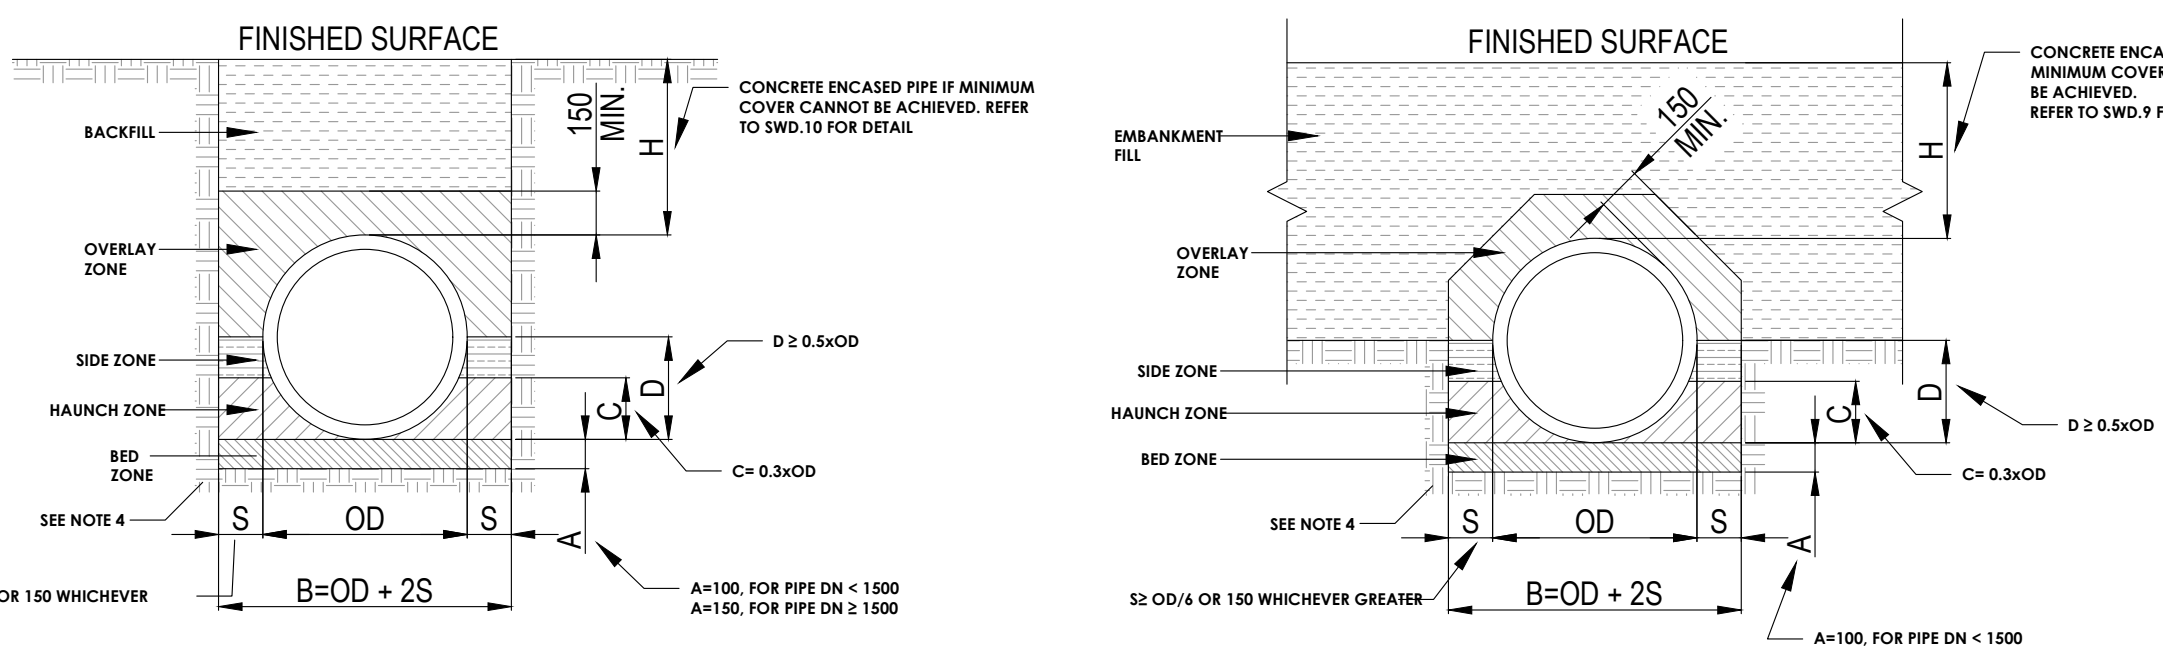 FINISHED SURFACE
CONCRETE ENCASED PIPE IF MINIMUM
COVER CANNOT BE ACHIEVED. REFER
TO SWD.10 FOR DETAIL
150
MIN.
H
BACKFILL
OVERLAY
ZONE
SIDE ZONE
HAUNCH ZONE
BED
ZONE
SEE NOTE 4
D ≥ 0.5xOD
D
C
C= 0.3xOD
S
OD
S
A
OR 150 WHICHEVER
B=OD + 2S
A=100, FOR PIPE DN < 1500
A=150, FOR PIPE DN ≥ 1500
FINISHED SURFACE
CONCRETE
MINIMUM COVER
BE ACHIEVED.
REFER TO SWD.9
150
MIN.
H
EMBANKMENT
FILL
OVERLAY
ZONE
SIDE ZONE
HAUNCH ZONE
BED ZONE
SEE NOTE 4
D
C
D ≥ 0.5xOD
C= 0.3xOD
S
OD
S
A
S≥ OD/6 OR 150 WHICHEVER GREATER
B=OD + 2S
A=100, FOR PIPE DN < 1500